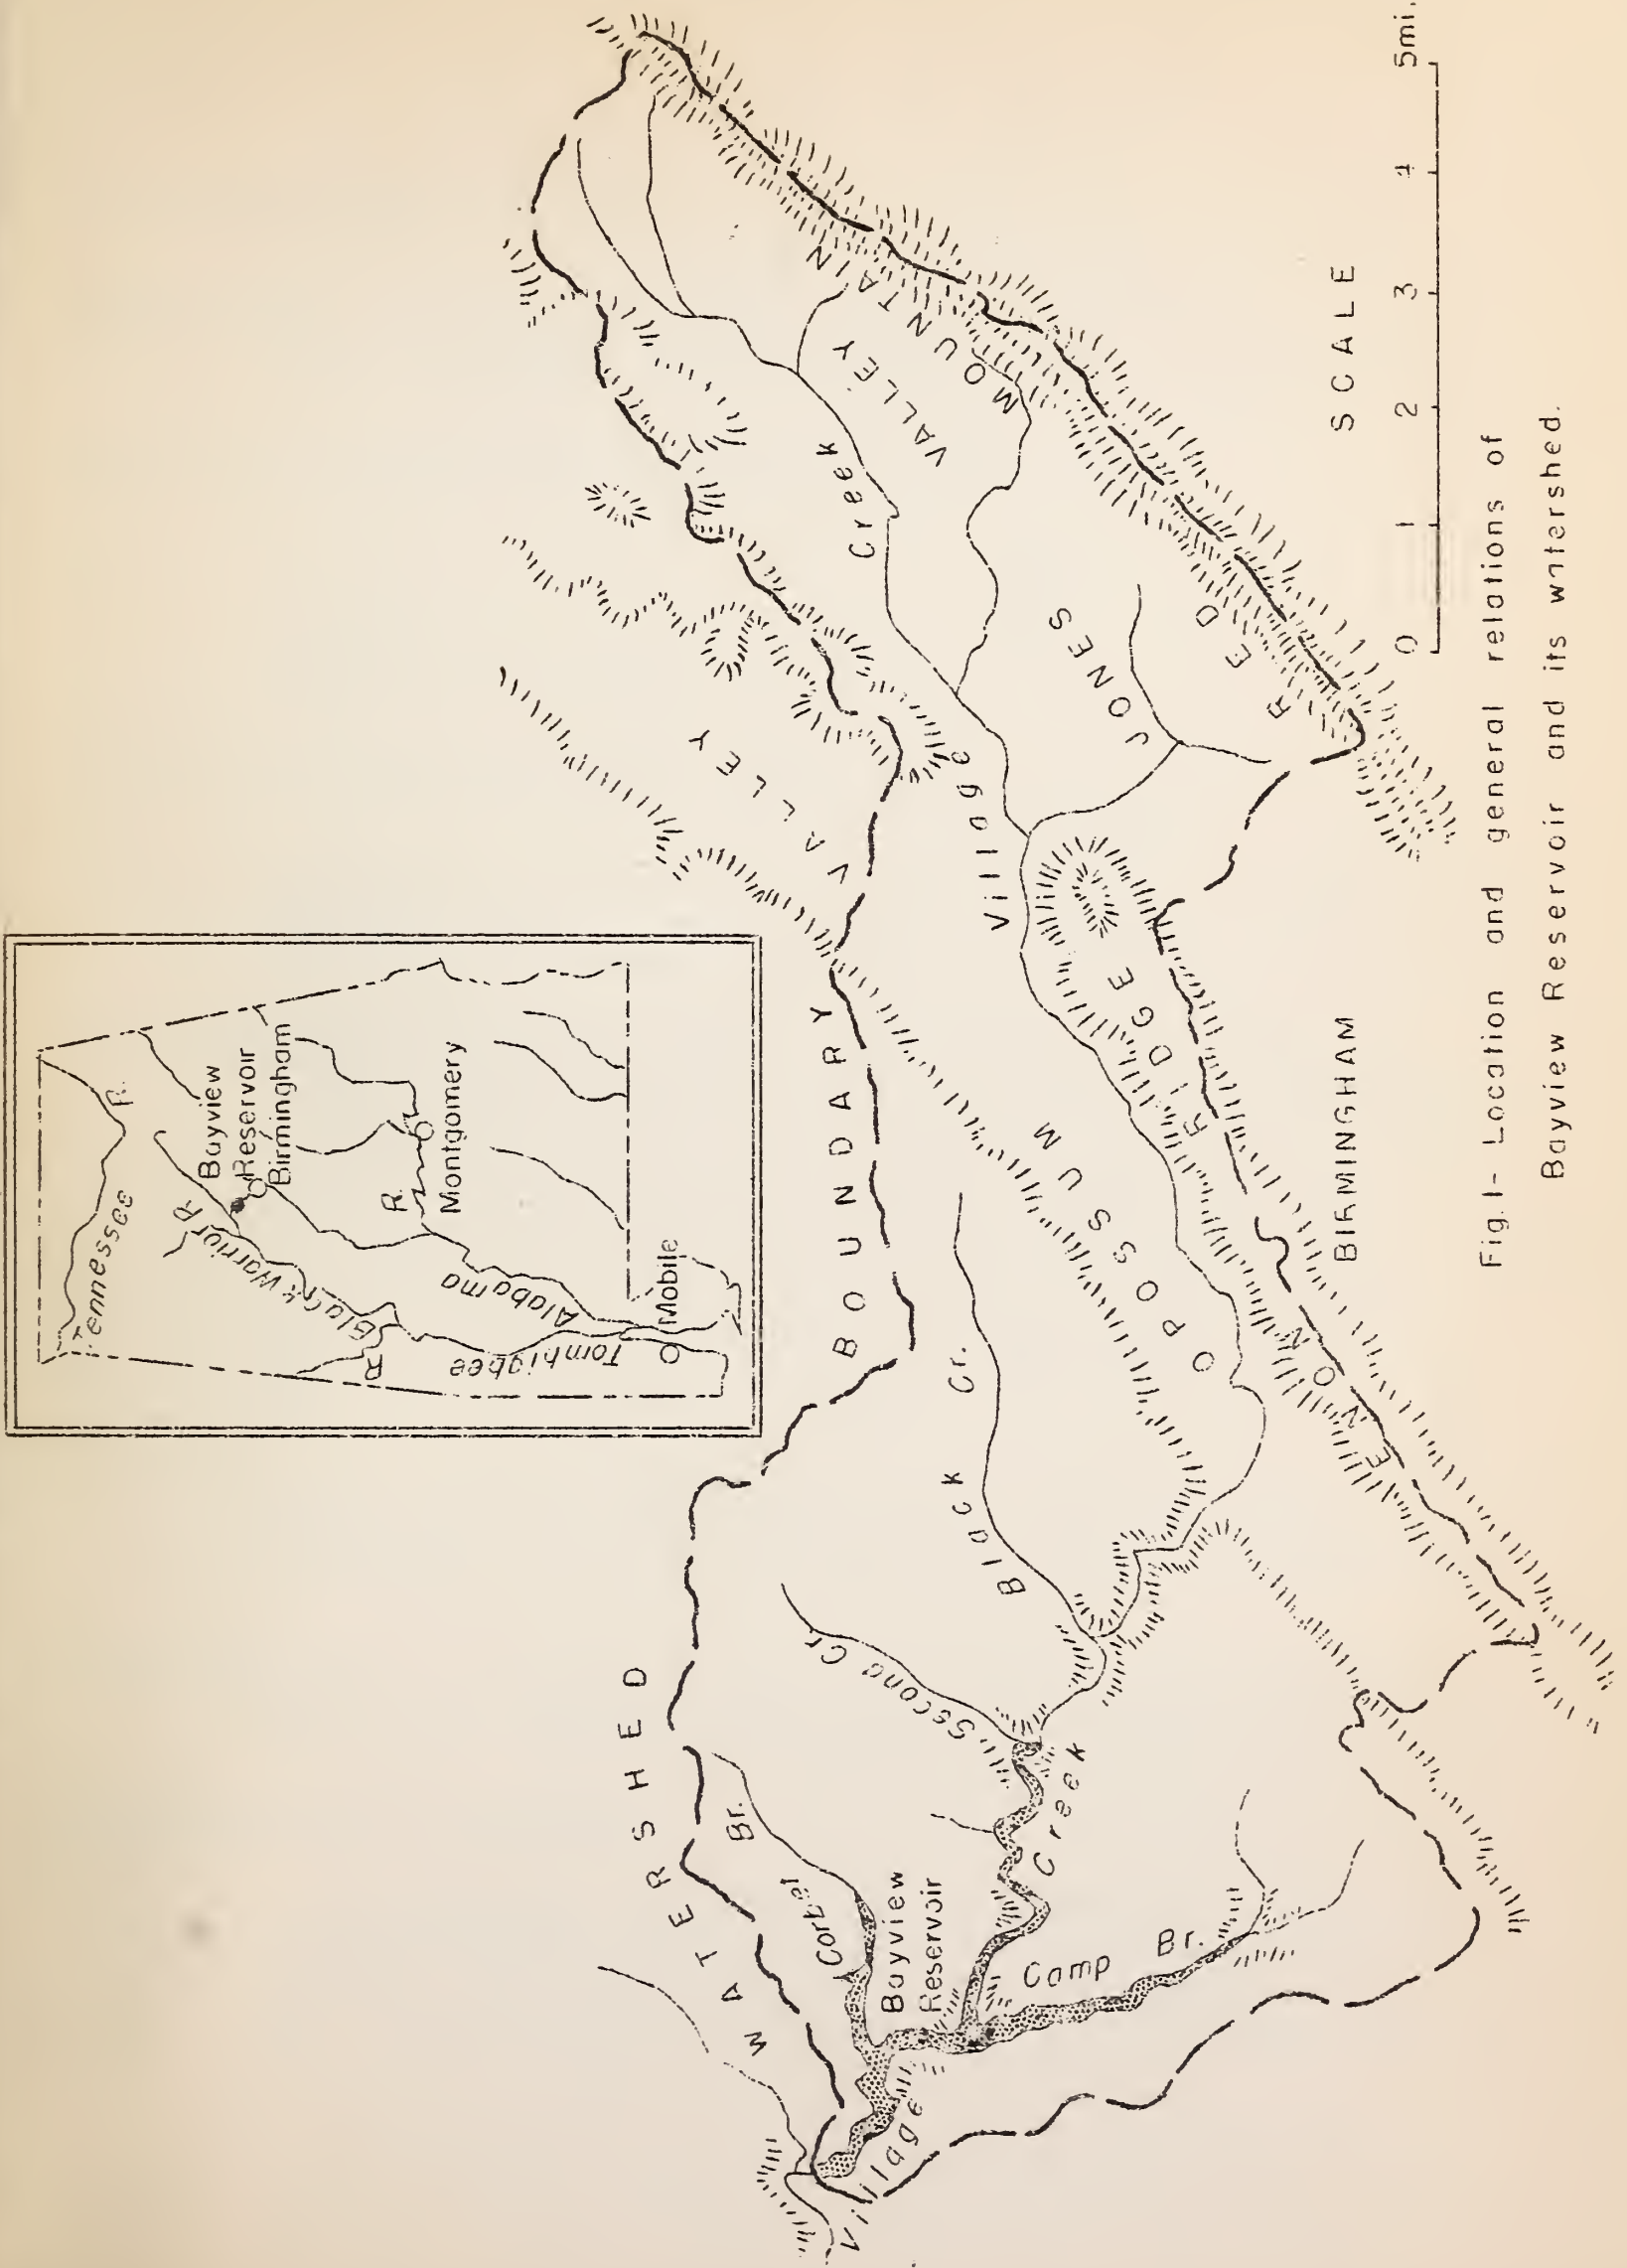 Tennessee
R.
Bayview
Reservoir
Birmingham
Black Warrior R.
R.
Montgomery
Alabama
Tombigbee
R
Mobile
WATERSHED BOUNDARY
VALLEY
OPOSSUM
Village Creek
JONES VALLEY
RED MOUNTAIN
ENON RIDGE
BIRMINGHAM
Black Cr.
Second Cr.
Br.
Bayview
Reservoir
Camp Br.
Village Creek
SCALE
0 1 2 3 4 5mi.
Fig. 1- Location and general relations of
Bayview Reservoir and its watershed.